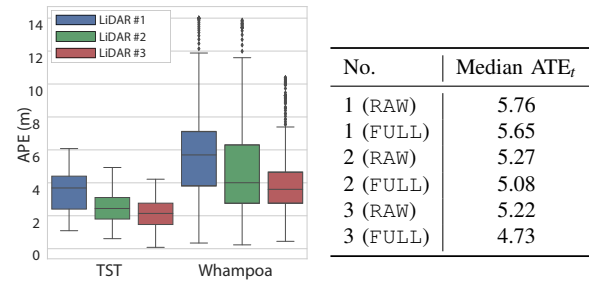 14
12
10
8
6
4
2
0
APE (m)
LiDAR #1
LiDAR #2
LiDAR #3
TST Whampoa
No. Median ATEt
1 (RAW) 5.76
1 (FULL) 5.65
2 (RAW) 5.27
2 (FULL) 5.08
3 (RAW) 5.22
3 (FULL) 4.73